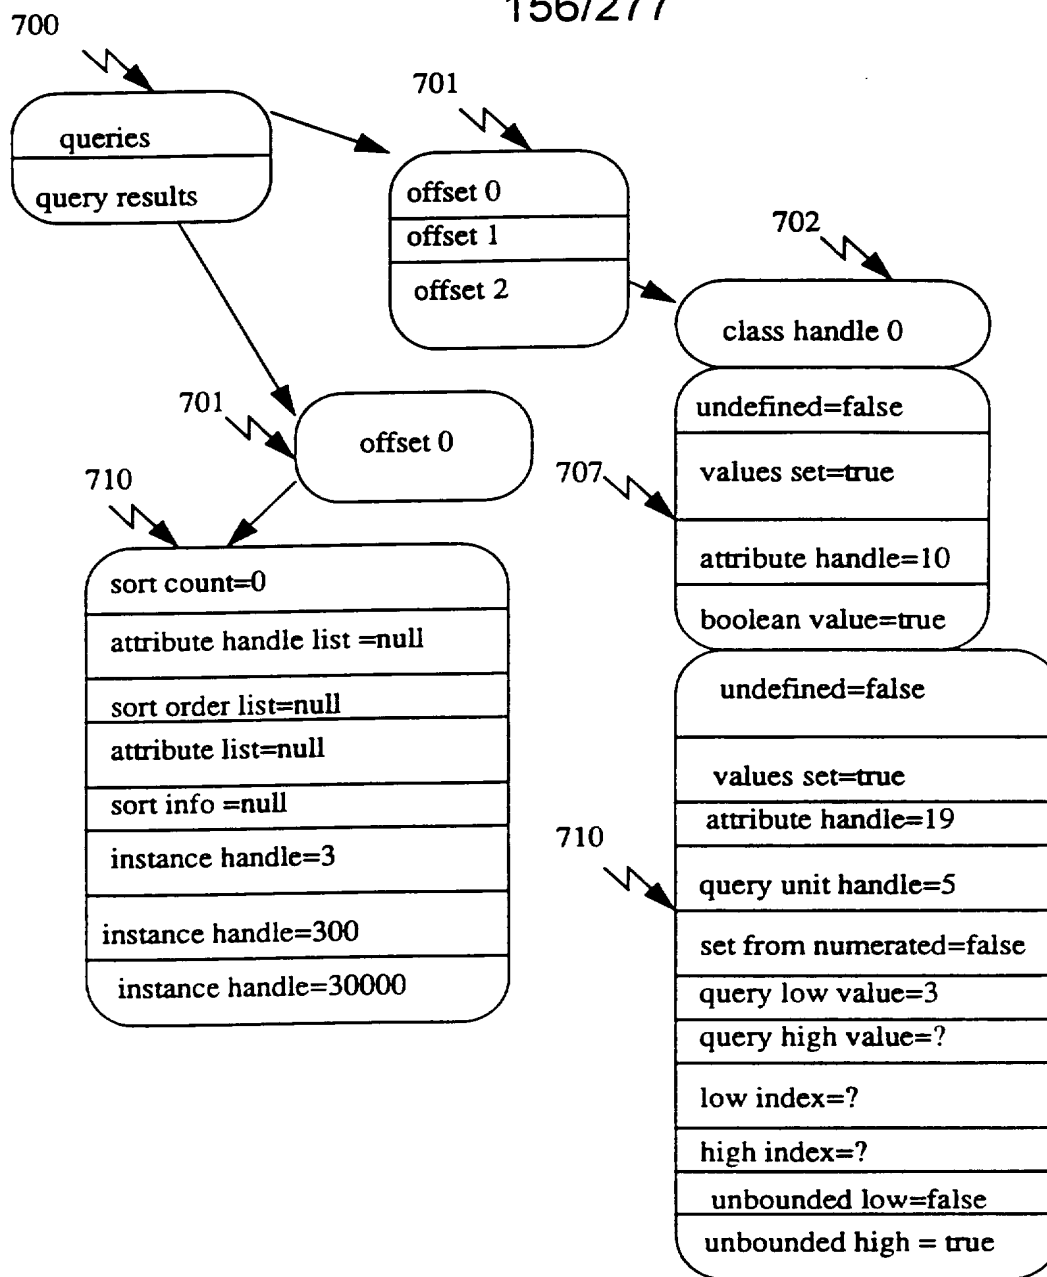 156/277
700
queries
query results
701
offset 0
offset 1
offset 2
702
class handle 0
undefined=false
values set=true
707
attribute handle=10
boolean value=true
701
offset 0
710
sort count=0
attribute handle list =null
sort order list=null
attribute list=null
sort info =null
instance handle=3
instance handle=300
instance handle=30000
undefined=false
values set=true
attribute handle=19
710
query unit handle=5
set from numerated=false
query low value=3
query high value=?
low index=?
high index=?
unbounded low=false
unbounded high = true